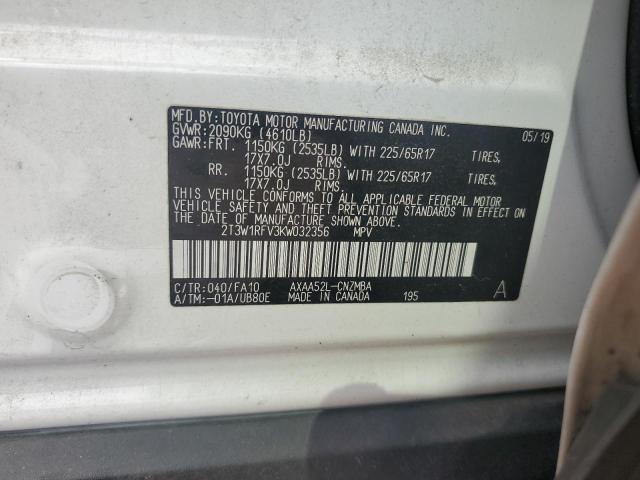 MFD.BY:TOYOTA MOTOR MANUFACTURING CANADA INC. 05/19
GVWR:2090KG (4610LB)
GAWR:FRT. 1150KG (2535LB) WITH 225/65R17 TIRES,
17X7.0J RIMS.
RR. 1150KG (2535LB) WITH 225/65R17 TIRES,
17X7.0J RIMS.
THIS VEHICLE CONFORMS TO ALL APPLICABLE FEDERAL MOTOR
VEHICLE SAFETY AND THEFT PREVENTION STANDARDS IN EFFECT
ON THE DATE OF MANUFACTURE SHOWN ABOVE.
2T3W1RFV3KW032356 MPV
C/TR:040/FA10 AXAA52L-CNZMBA
A/TM:-01A/UB80E MADE IN CANADA 195 A